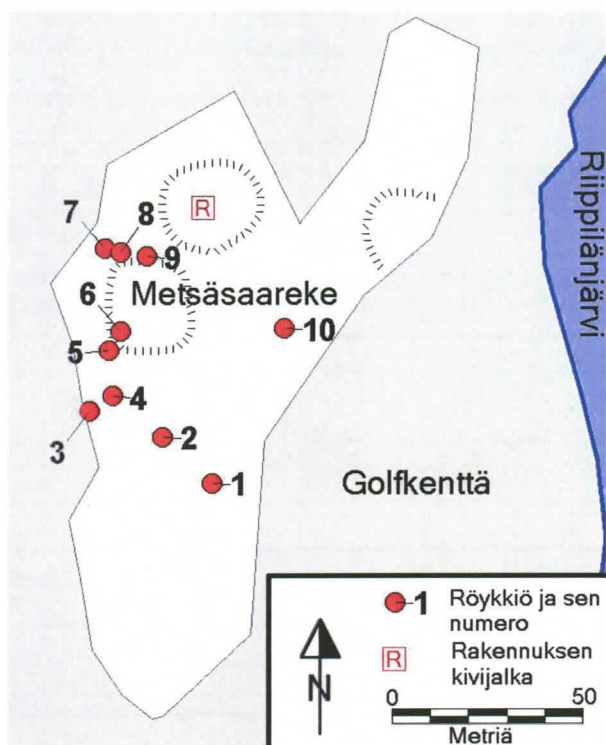 Riippilänjärvi
R
7
8
9
Metsäsaareke
6
10
5
4
3
2
1
Golfkenttä
1
Röykkiö ja sen
numero
R
Rakennuksen
kivijalka
N
0
50
Metriä